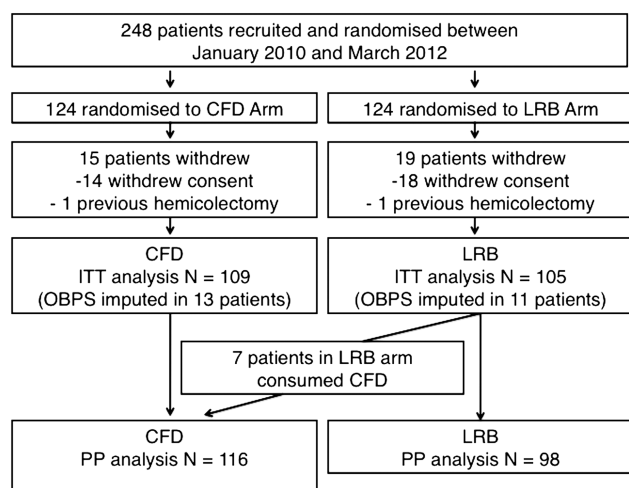 248 patients recruited and randomised between
January 2010 and March 2012
124 randomised to CFD Arm
124 randomised to LRB Arm
15 patients withdrew
-14 withdrew consent
- 1 previous hemicolectomy
19 patients withdrew
-18 withdrew consent
- 1 previous hemicolectomy
CFD
ITT analysis N = 109
(OBPS imputed in 13 patients)
LRB
ITT analysis N = 105
(OBPS imputed in 11 patients)
7 patients in LRB arm
consumed CFD
CFD
PP analysis N = 116
LRB
PP analysis N = 98